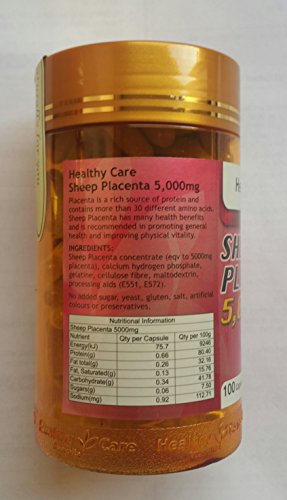 Healthy Care
Sheep Placenta 5,000mg
Placenta is a rich source of protein and
contains more than 30 different amino acids.
Sheep Placenta has many health benefits
and is recommended in promoting general
health and improving physical vitality.
INGREDIENTS:
Sheep Placenta concentrate (eqv to 5000mg
placenta), calcium hydrogen phosphate,
gelatine, cellulose fibre, maltodextrin,
processing aids (E551, E572).
No added sugar, yeast, gluten, salt, artificial
colours or preservatives.
Nutritional Information
Sheep Placenta 5000mg
Nutrient Qty per Capsule Qty per 100g
Energy(kJ) 75.7 9246
Protein(g) 0.66 80.40
Fat total(g) 0.26 32.16
Fat, Saturated(g) 0.13 15.76
Carbohydrate(g) 0.34 41.78
Sugars(g) 0.06 7.50
Sodium(mg) 0.92 112.71
He
SH
PL
5,
100
Care Heal